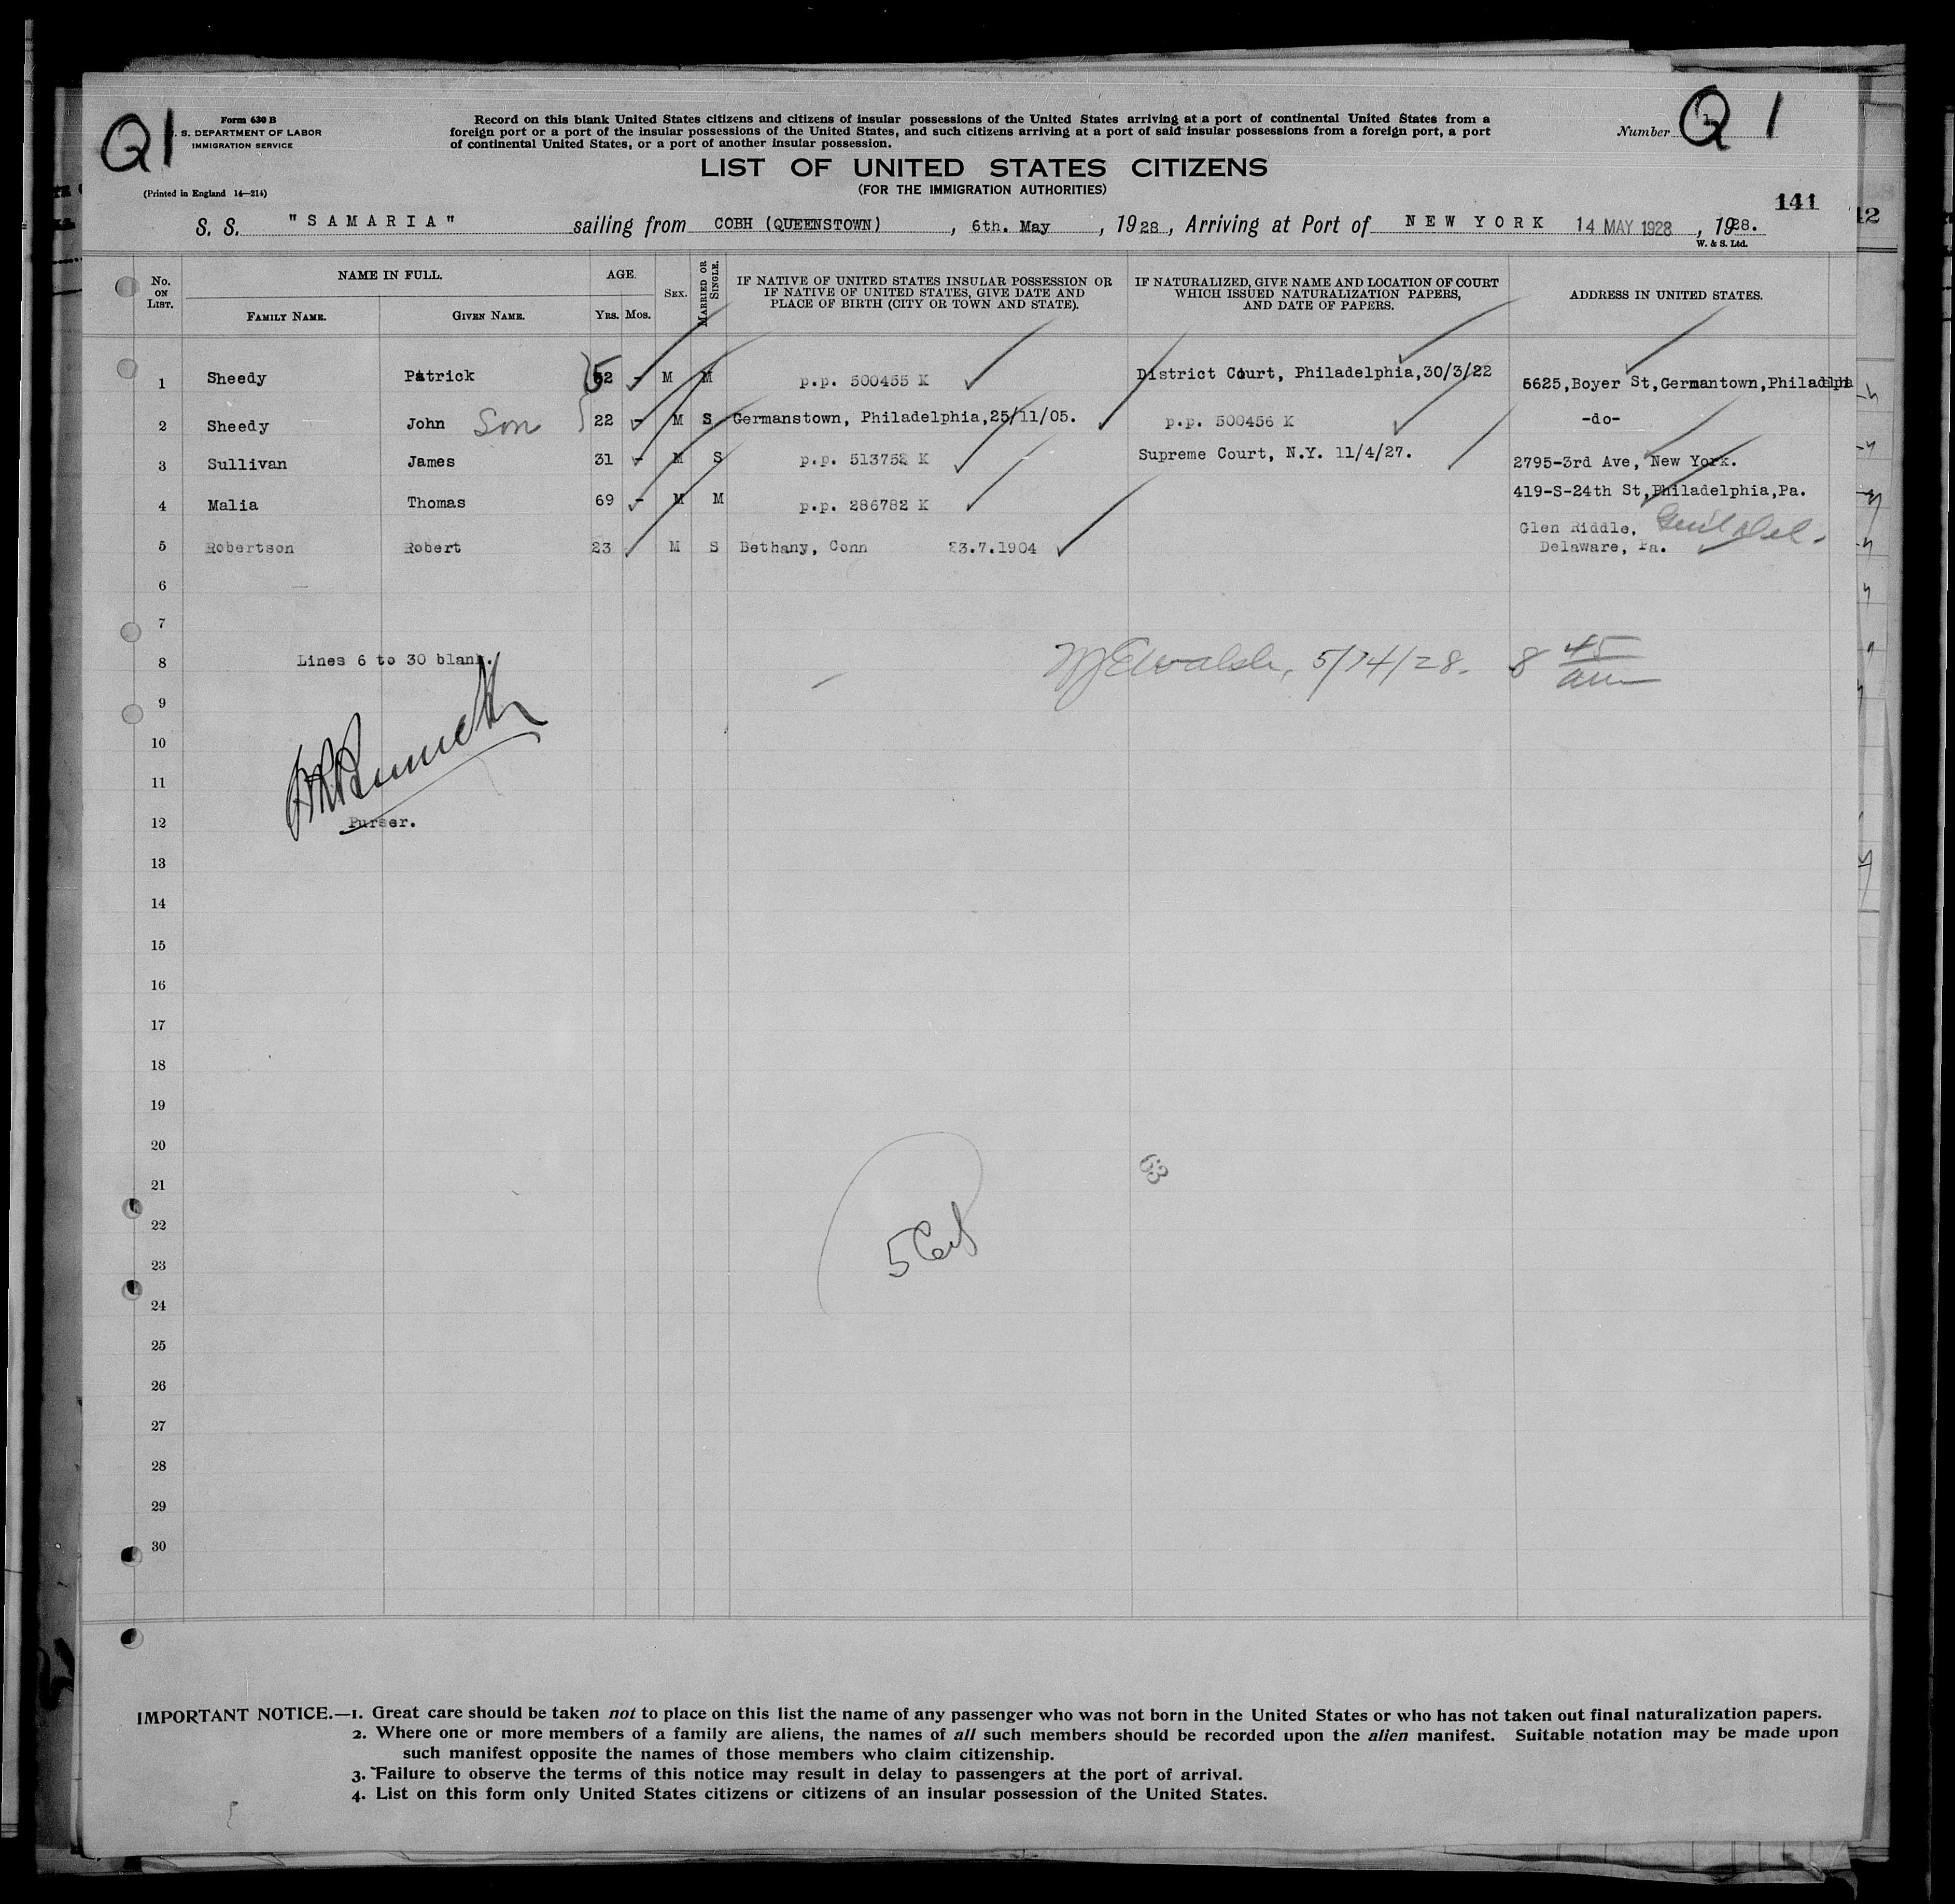 Q1
Form 630 B
. S. DEPARTMENT OF LABOR
IMMIGRATION SERVICE
(Printed in England 14—214)
Record on this blank United States citizens and citizens of insular possessions of the United States arriving at a port of continental United States from a
foreign port or a port of the insular possessions of the United States, and such citizens arriving at a port of said insular possessions from a foreign port, a port
of continental United States, or a port of another insular possession.
Number Q 1
LIST OF UNITED STATES CITIZENS
(FOR THE IMMIGRATION AUTHORITIES)
141
12
S. S. "SAMARIA" sailing from COBH (QUEENSTOWN), 6th. May, 1928, Arriving at Port of NEW YORK 14 MAY 1928, 1928.
W. & S. Ltd.
No. ON LIST. NAME IN FULL. AGE. SEX. MARRIED OR SINGLE. IF NATIVE OF UNITED STATES INSULAR POSSESSION OR IF NATIVE OF UNITED STATES, GIVE DATE AND PLACE OF BIRTH (CITY OR TOWN AND STATE). IF NATURALIZED, GIVE NAME AND LOCATION OF COURT WHICH ISSUED NATURALIZATION PAPERS, AND DATE OF PAPERS. ADDRESS IN UNITED STATES.
FAMILY NAME. GIVEN NAME. YRS. MOS.
1 Sheedy Patrick 52 - M M p.p. 500455 K District Court, Philadelphia,30/3/22 5625,Boyer St,Germantown,Philadelph
2 Sheedy John Son 22 - M S Germanstown, Philadelphia,25/11/05. p.p. 500456 K -do-
3 Sullivan James 31 - M S p.p. 513752 K Supreme Court, N.Y. 11/4/27. 2795-3rd Ave, New York.
4 Malia Thomas 69 - M M p.p. 286782 K 419-S-24th St,Philadelphia,Pa.
5 Robertson Robert 23 M S Bethany, Conn 23.7.1904 Glen Riddle,
Delaware, Pa.
6
7
8 Lines 6 to 30 blank. 5/14/28. 8 45
9
10
11
12 Purser.
13
14
15
16
17
18
19
20
21
63
22
23
5
24
25
26
27
28
29
30
IMPORTANT NOTICE.—1. Great care should be taken not to place on this list the name of any passenger who was not born in the United States or who has not taken out final naturalization papers.
2. Where one or more members of a family are aliens, the names of all such members should be recorded upon the alien manifest. Suitable notation may be made upon
such manifest opposite the names of those members who claim citizenship.
3. Failure to observe the terms of this notice may result in delay to passengers at the port of arrival.
4. List on this form only United States citizens or citizens of an insular possession of the United States.